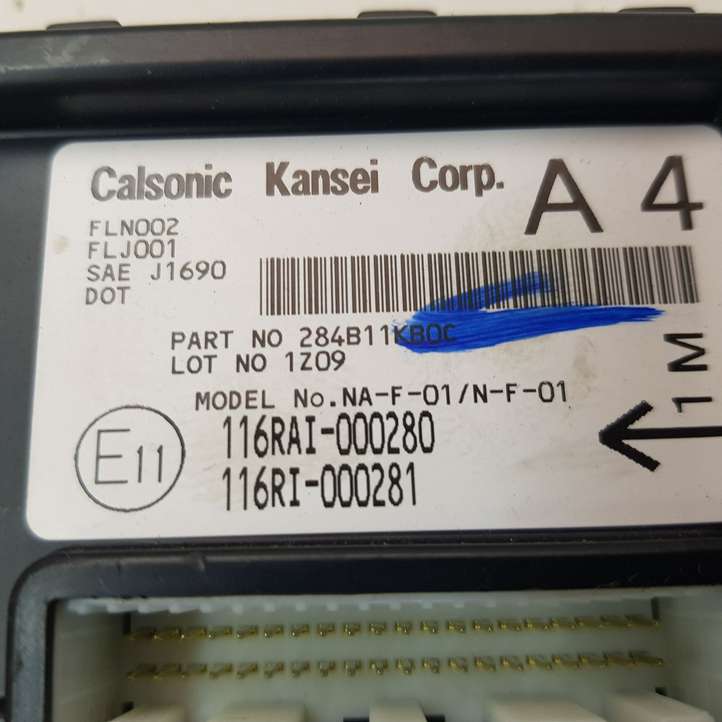 Calsonic Kansei Corp.
A 4
FLN002
FLJ001
SAE J1690
DOT
PART NO 284B11KB0C
LOT NO 1Z09
MODEL No.NA-F-01/N-F-01
E11
116RAI-000280
116RI-000281
1M